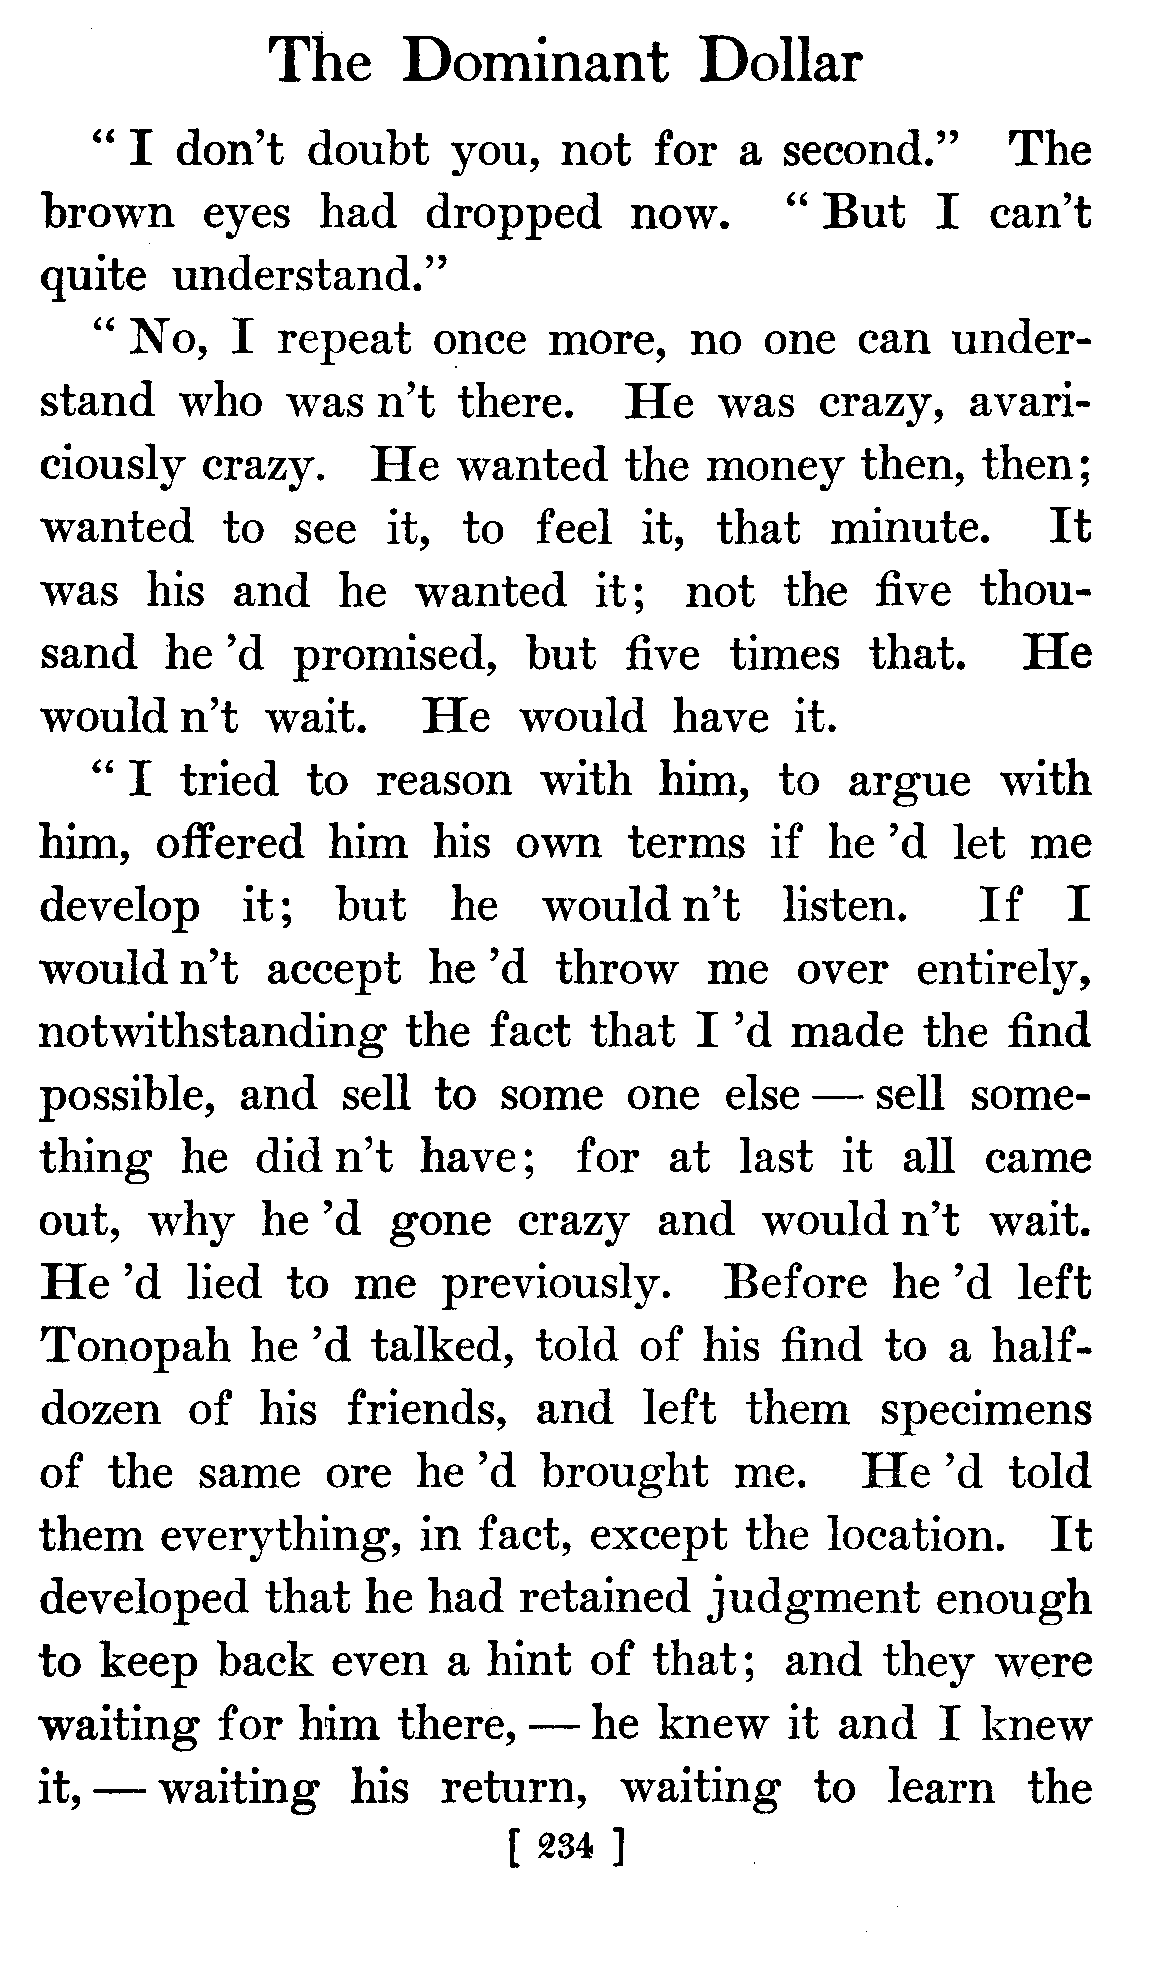 The Dominant Dollar
“ I don't doubt you, not for a second.” The
brown eyes had dropped now. “ But I can't
quite understand.”
“ No, I repeat once more, no one can under-
stand who was n't there. He was crazy, avari-
ciously crazy. He wanted the money then, then;
wanted to see it, to feel it, that minute. It
was his and he wanted it; not the five thou-
sand he 'd promised, but five times that. He
would n't wait. He would have it.
“ I tried to reason with him, to argue with
him, offered him his own terms if he 'd let me
develop it; but he would n't listen. If I
would n't accept he 'd throw me over entirely,
notwithstanding the fact that I 'd made the find
possible, and sell to some one else — sell some-
thing he did n't have; for at last it all came
out, why he 'd gone crazy and would n't wait.
He 'd lied to me previously. Before he 'd left
Tonopah he 'd talked, told of his find to a half-
dozen of his friends, and left them specimens
of the same ore he 'd brought me. He 'd told
them everything, in fact, except the location. It
developed that he had retained judgment enough
to keep back even a hint of that; and they were
waiting for him there, — he knew it and I knew
it, — waiting his return, waiting to learn the
[ 234 ]